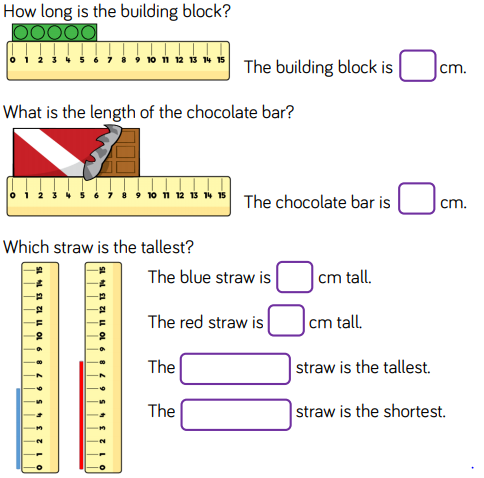 How long is the building block?
0 1 2 3 4 5 6 7 8 9 10 11 12 13 14 15
The building block is cm.
What is the length of the chocolate bar?
0 1 2 3 4 5 6 7 8 9 10 11 12 13 14 15
The chocolate bar is cm.
Which straw is the tallest?
0 1 2 3 4 5 6 7 8 9 10 11 12 13 14 15
0 1 2 3 4 5 6 7 8 9 10 11 12 13 14 15
The blue straw is cm tall.
The red straw is cm tall.
The straw is the tallest.
The straw is the shortest.
.